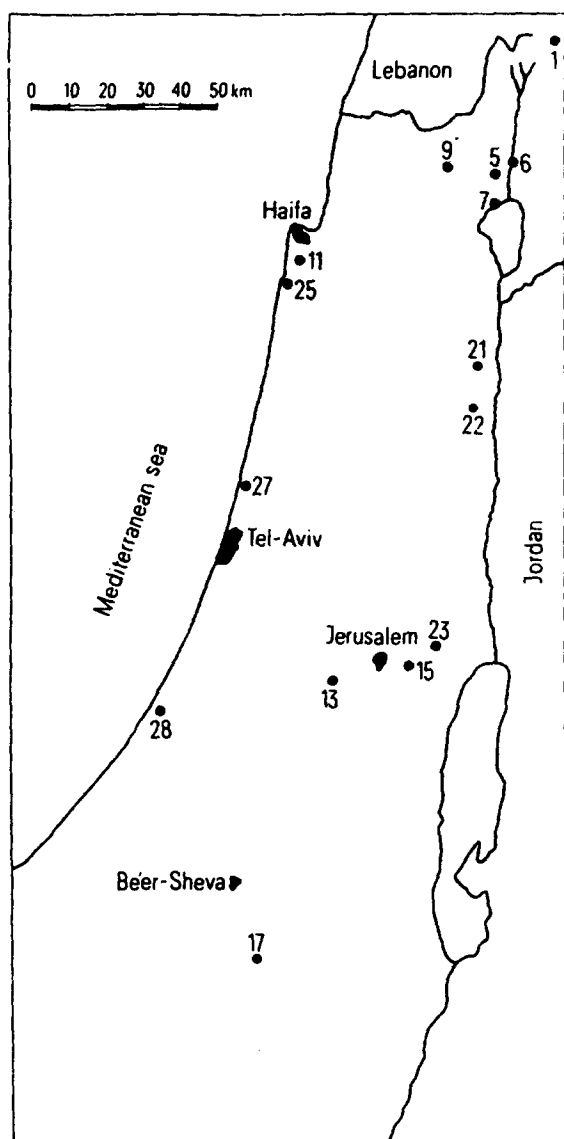 Lebanon
1
0 10 20 30 40 50 km
9
5
6
7
Haifa
11
25
21
22
27
Tel-Aviv
Mediterranean sea
Jordan
Jerusalem
23
15
13
28
Be'er-Sheva
17